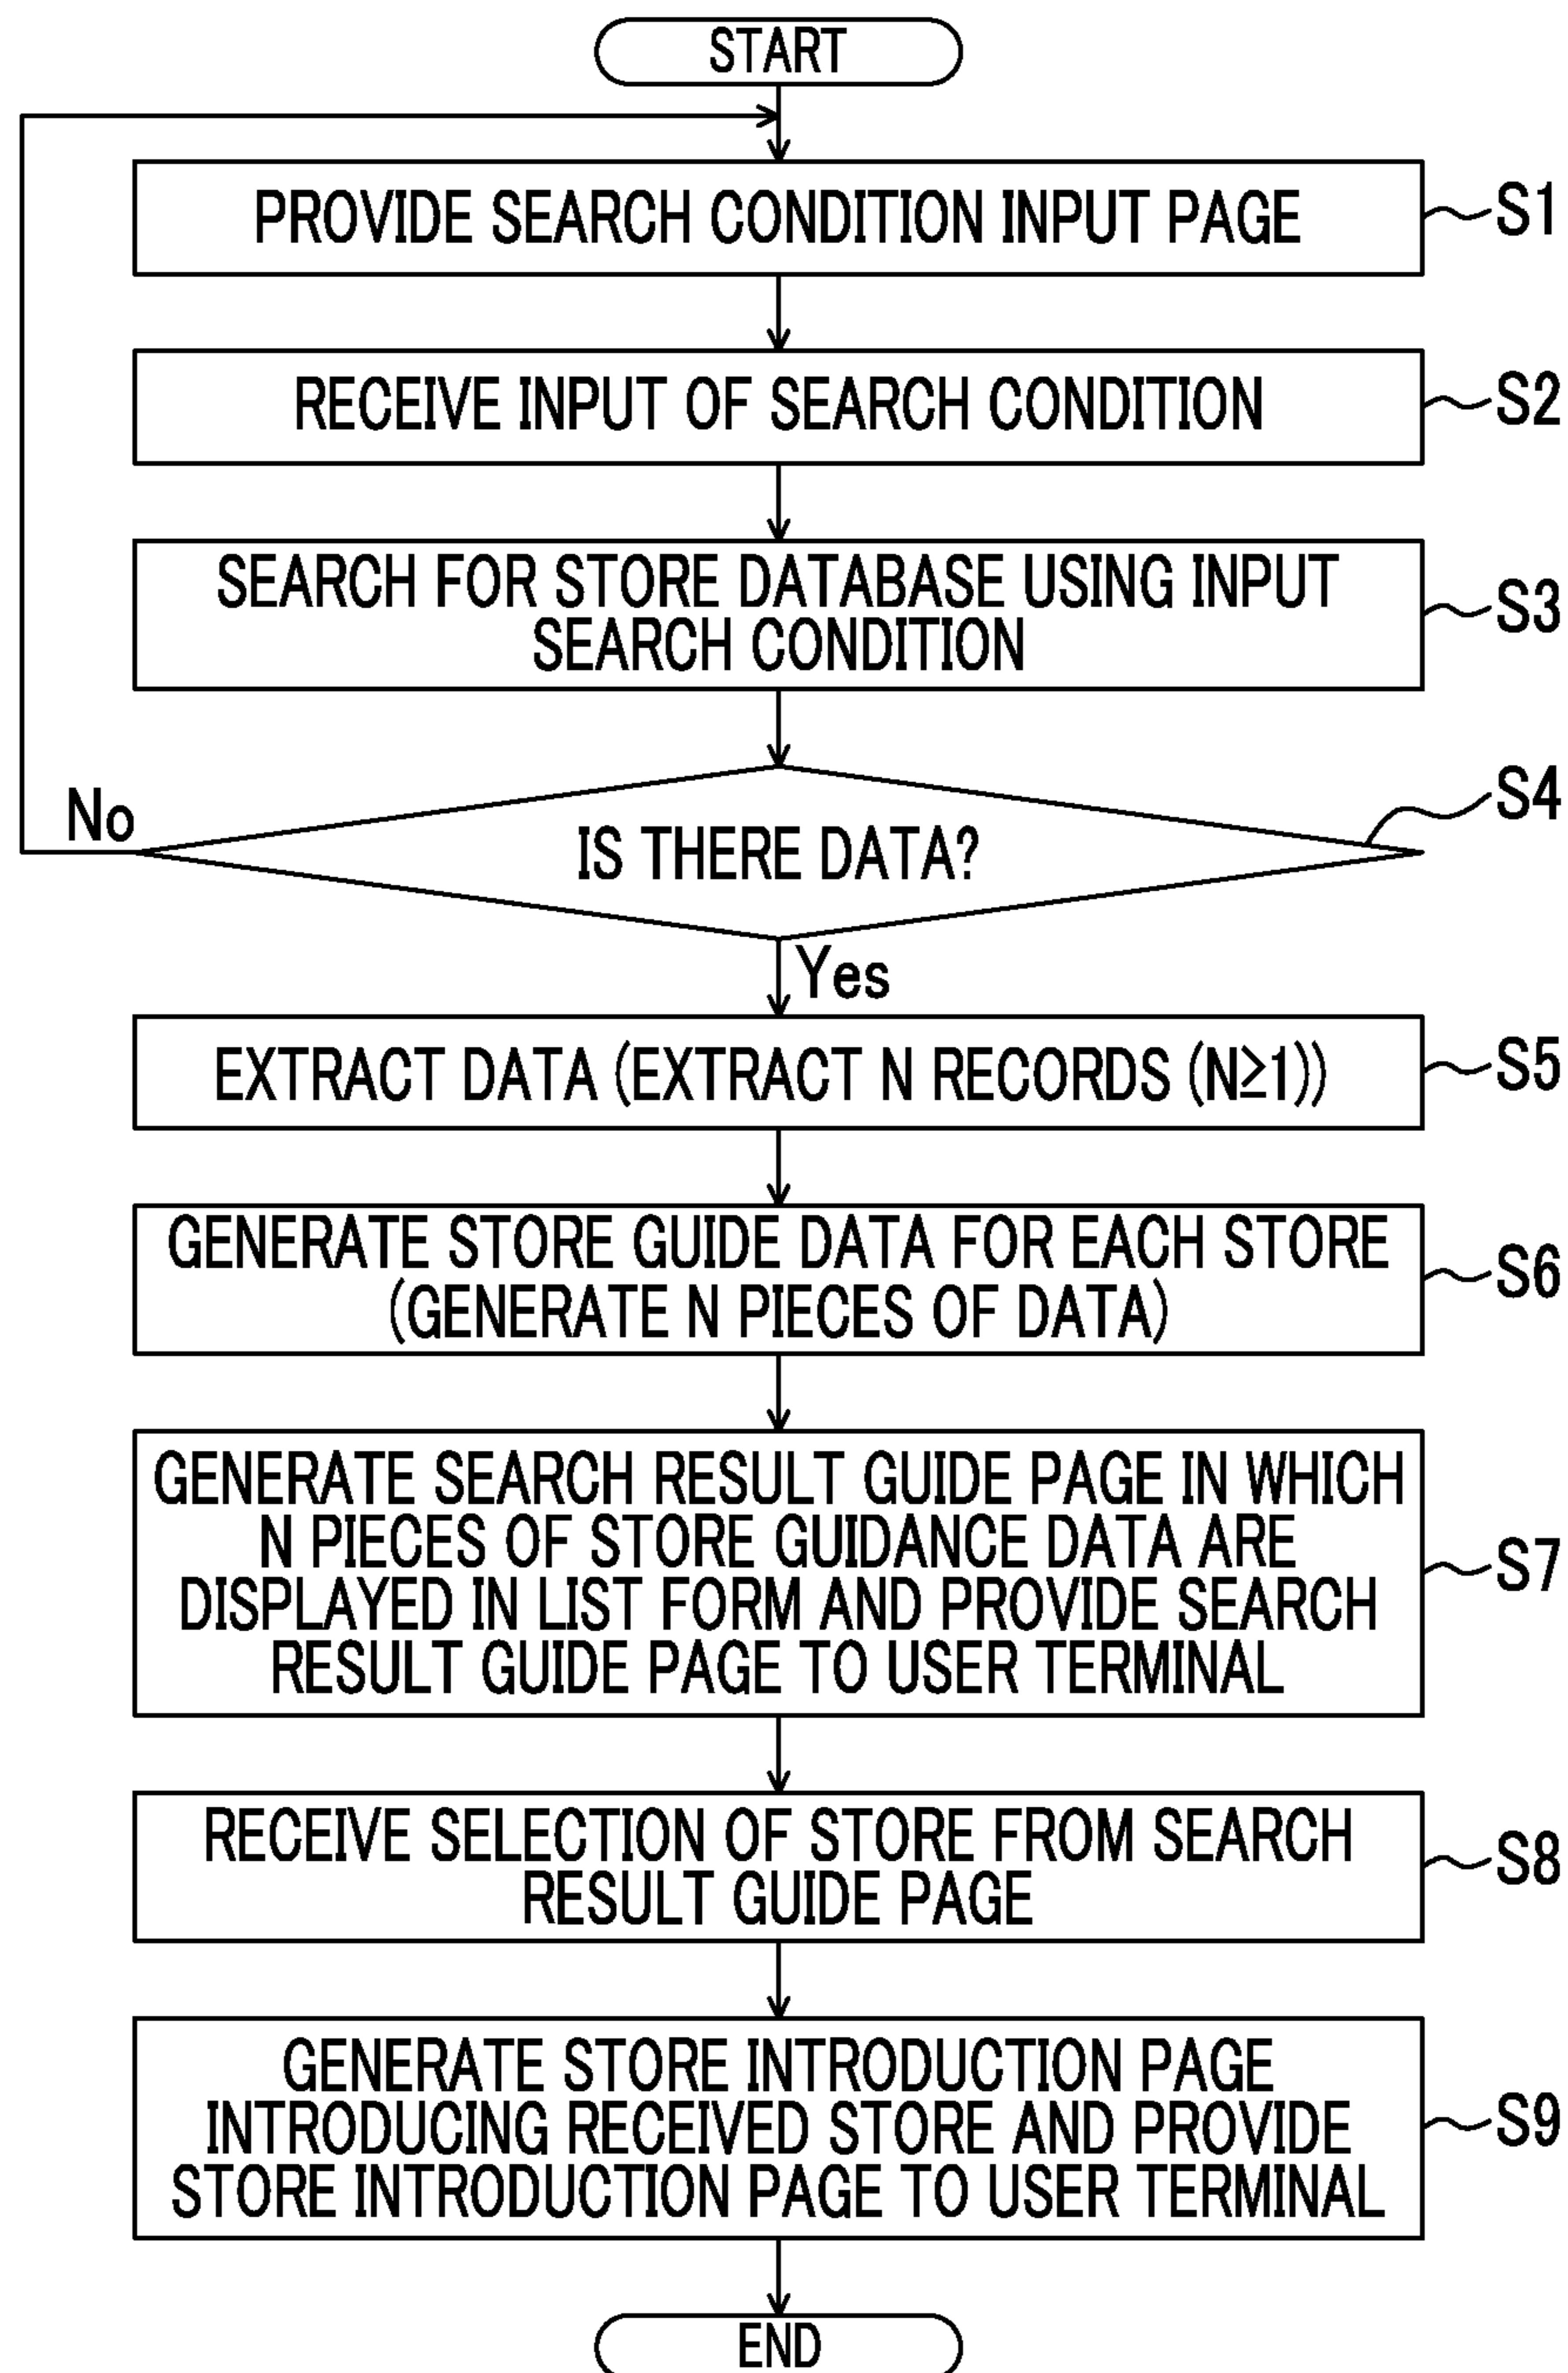 START
PROVIDE SEARCH CONDITION INPUT PAGE
S1
RECEIVE INPUT OF SEARCH CONDITION
S2
SEARCH FOR STORE DATABASE USING INPUT
SEARCH CONDITION
S3
No
IS THERE DATA?
S4
Yes
EXTRACT DATA (EXTRACT N RECORDS (N≥1))
S5
GENERATE STORE GUIDE DATA FOR EACH STORE
(GENERATE N PIECES OF DATA)
S6
GENERATE SEARCH RESULT GUIDE PAGE IN WHICH
N PIECES OF STORE GUIDANCE DATA ARE
DISPLAYED IN LIST FORM AND PROVIDE SEARCH
RESULT GUIDE PAGE TO USER TERMINAL
S7
RECEIVE SELECTION OF STORE FROM SEARCH
RESULT GUIDE PAGE
S8
GENERATE STORE INTRODUCTION PAGE
INTRODUCING RECEIVED STORE AND PROVIDE
STORE INTRODUCTION PAGE TO USER TERMINAL
S9
END